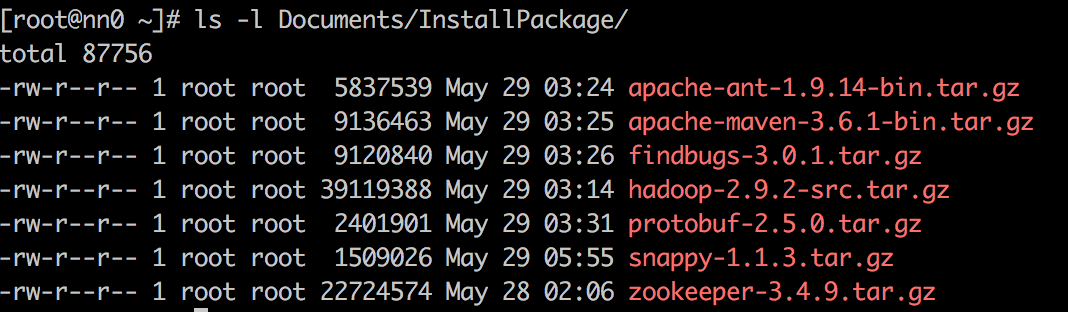 [root@nn0 ~]# ls -l Documents/InstallPackage/
total 87756
-rw-r--r-- 1 root root  5837539 May 29 03:24 apache-ant-1.9.14-bin.tar.gz
-rw-r--r-- 1 root root  9136463 May 29 03:25 apache-maven-3.6.1-bin.tar.gz
-rw-r--r-- 1 root root  9120840 May 29 03:26 findbugs-3.0.1.tar.gz
-rw-r--r-- 1 root root 39119388 May 29 03:14 hadoop-2.9.2-src.tar.gz
-rw-r--r-- 1 root root  2401901 May 29 03:31 protobuf-2.5.0.tar.gz
-rw-r--r-- 1 root root  1509026 May 29 05:55 snappy-1.1.3.tar.gz
-rw-r--r-- 1 root root 22724574 May 28 02:06 zookeeper-3.4.9.tar.gz